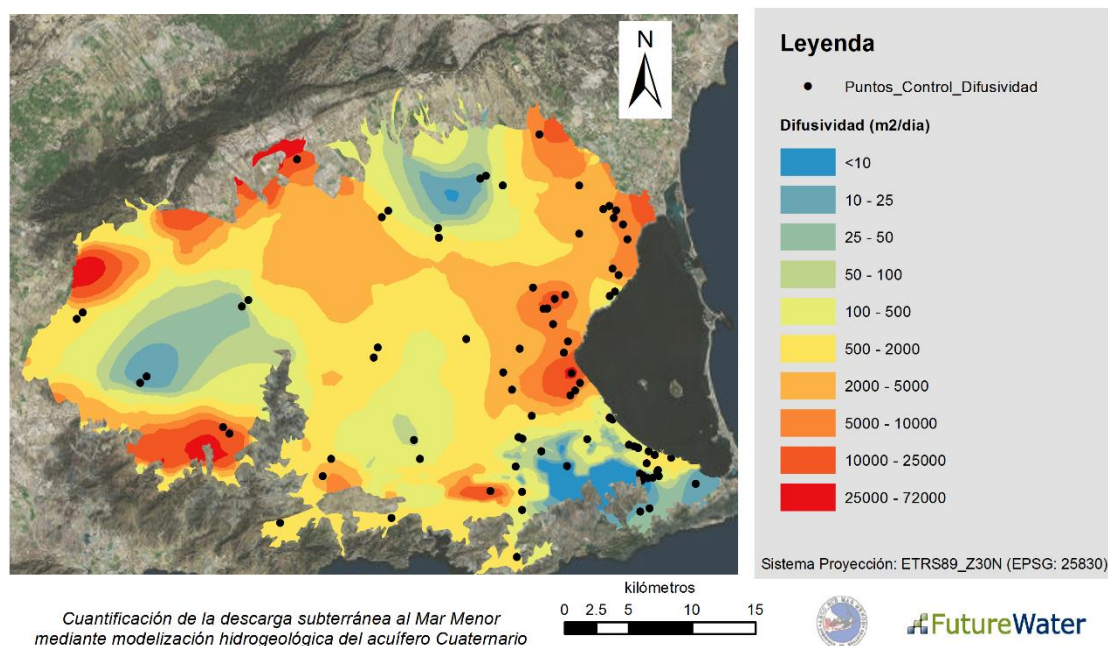 N
Leyenda
Puntos_Control_Difusividad
Difusividad (m2/dia)
<10
10 - 25
25 - 50
50 - 100
100 - 500
500 - 2000
2000 - 5000
5000 - 10000
10000 - 25000
25000 - 72000
Sistema Proyección: ETRS89_Z30N (EPSG: 25830)
Cuantificación de la descarga subterránea al Mar Menor
mediante modelización hidrogeológica del acuífero Cuaternario
kilómetros
0 2.5 5 10 15
FutureWater